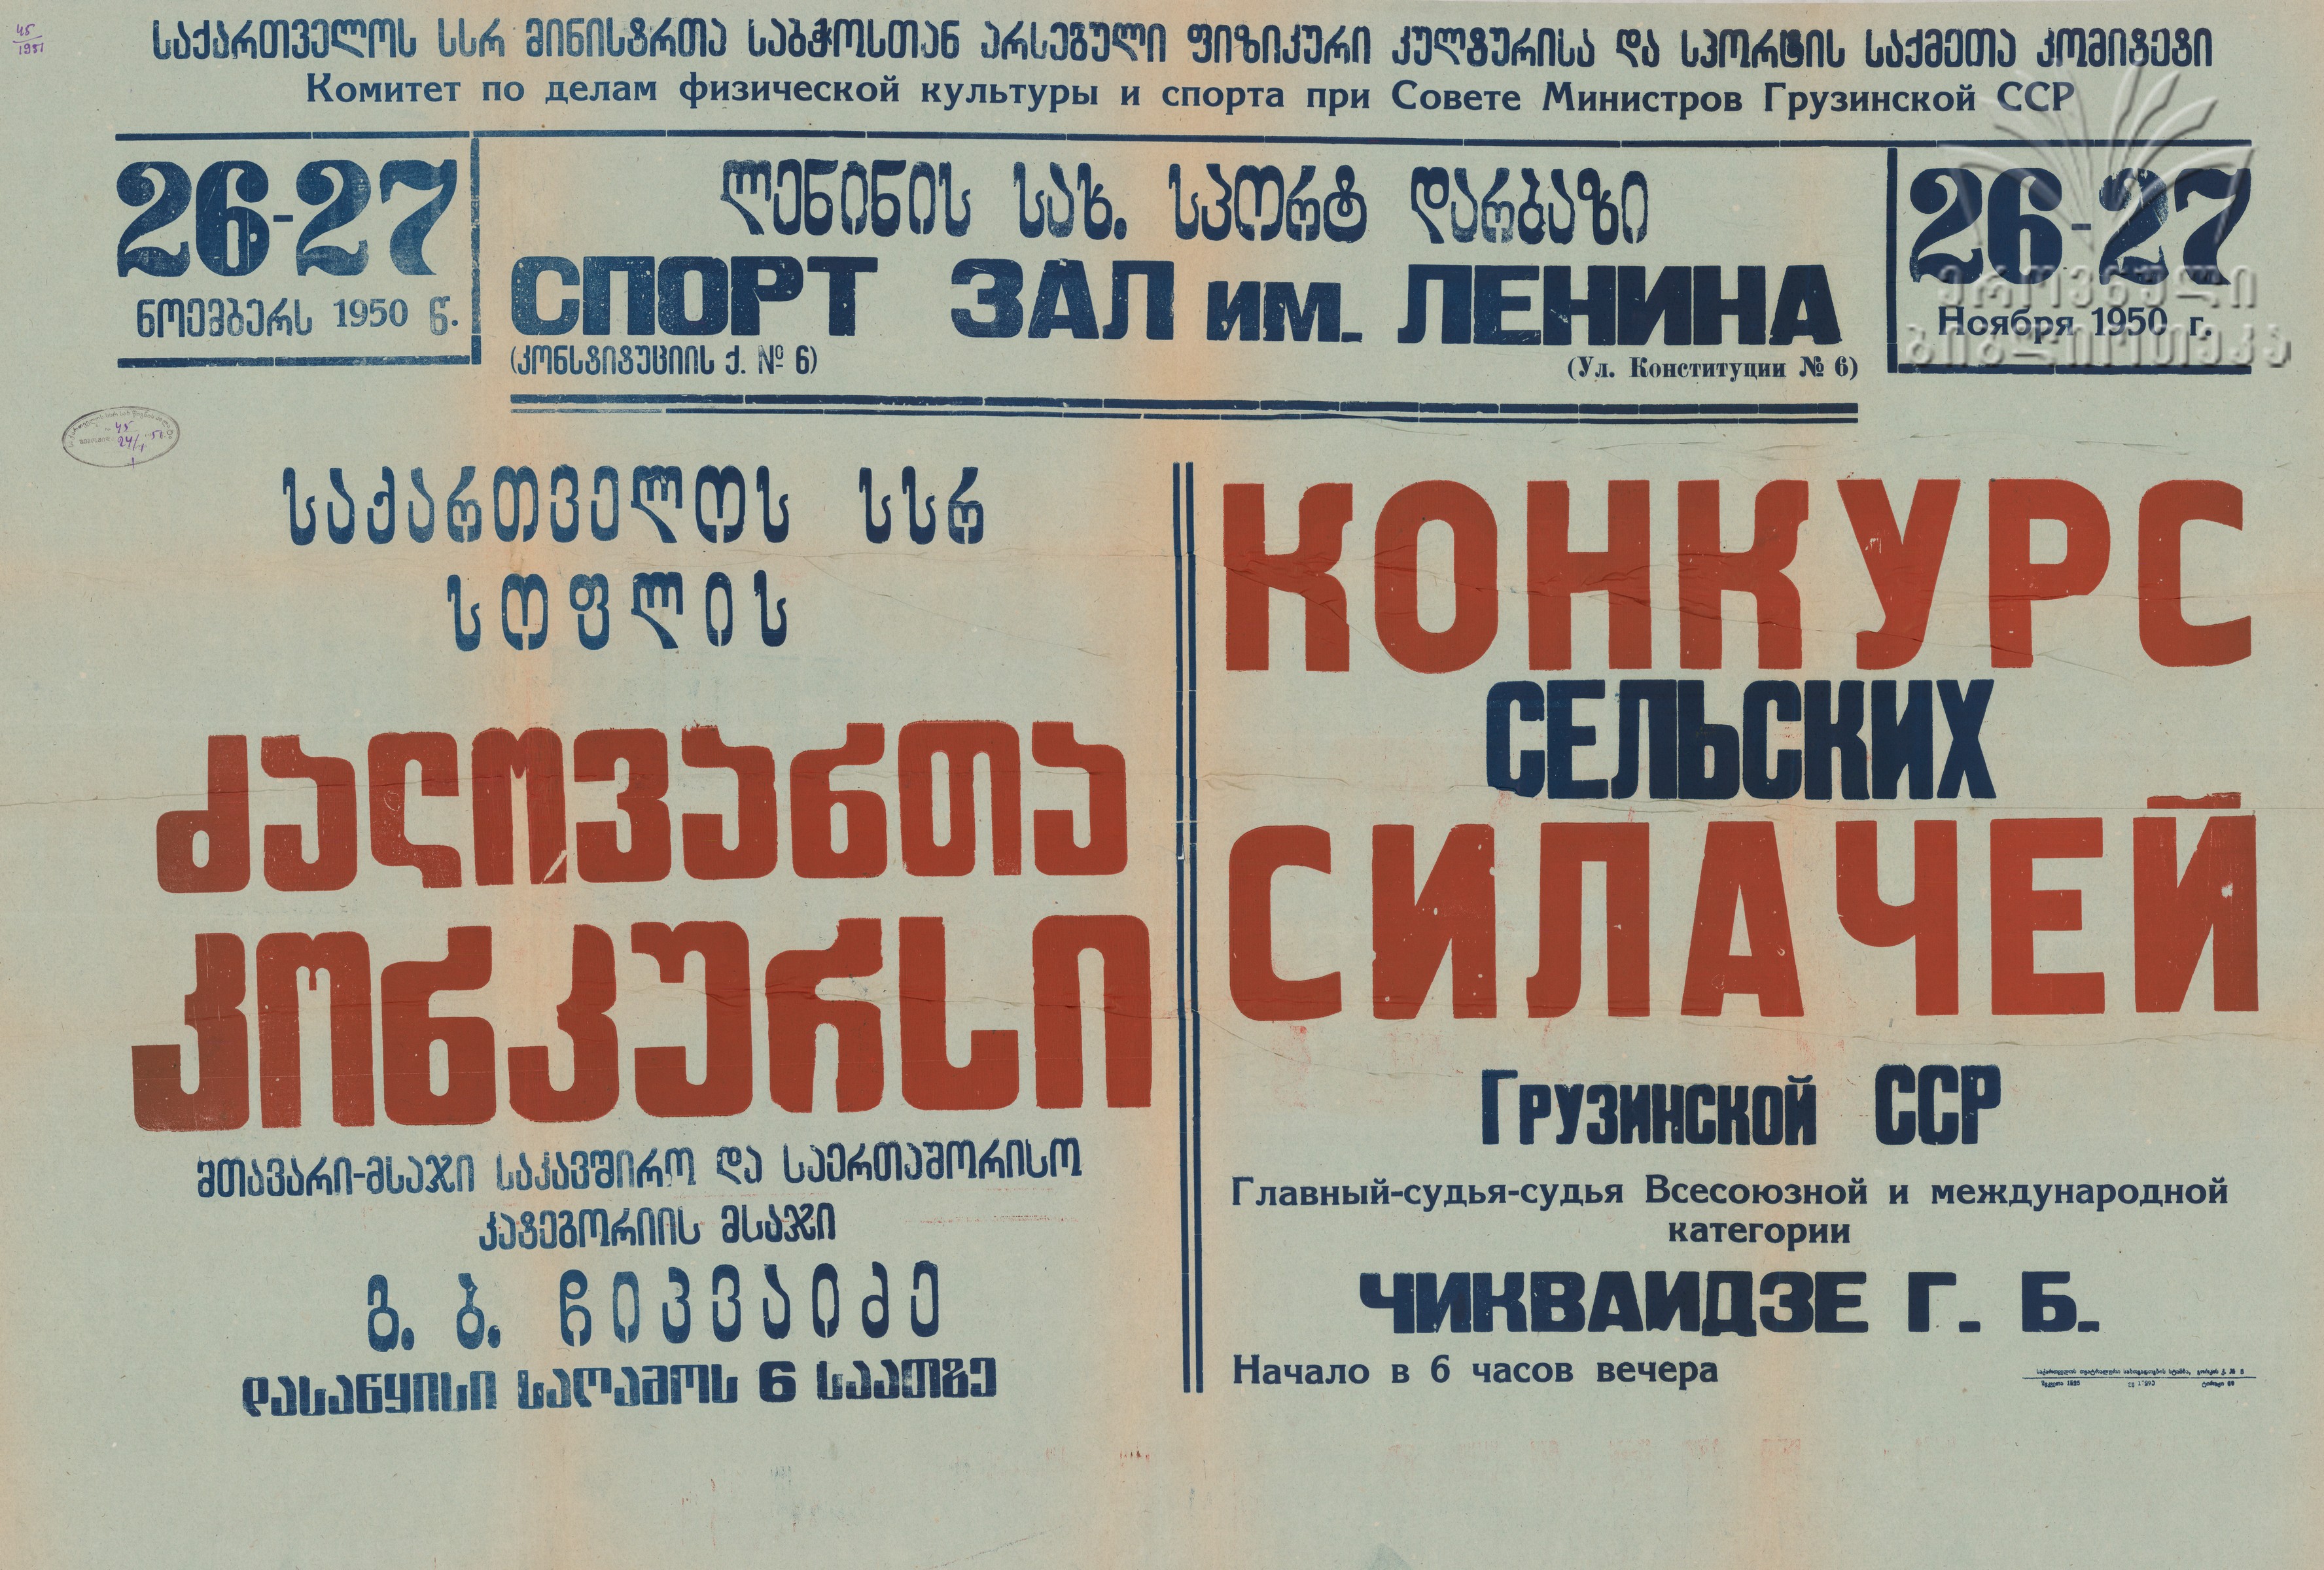 45
1951
საქართველოს სსრ მინისტრთა საბჭოსთან არსებული ფიზიკური კულტურისა და სპორტის საქმეთა კომიტეტი
Комитет по делам физической культуры и спорта при Совете Министров Грузинской ССР
26-27
ნოემბერს 1950 წ.
ლენინის სახ. სპორტ დარბაზი
СПОРТ ЗАЛ им. ЛЕНИНА
(კონსტიტუციის ქ. № 6)
(Ул. Конституции № 6)
26-27
Ноября 1950 г.
ეროვნული
ბიბლიოთეკა
საქართველოს სსრ
სოფლის
ძალოვანთა
კონკურსი
მთავარი-მსაჯი საკავშირო და საერთაშორისო
კატეგორიის მსაჯი
გ. ბ. ჩიკვაიძე
დასაწყისი საღამოს 6 საათზე
КОНКУРС
СЕЛЬСКИХ
СИЛАЧЕЙ
Грузинской ССР
Главный-судья-судья Всесоюзной и международной
категории
ЧИКВАИДЗЕ Г. Б.
Начало в 6 часов вечера